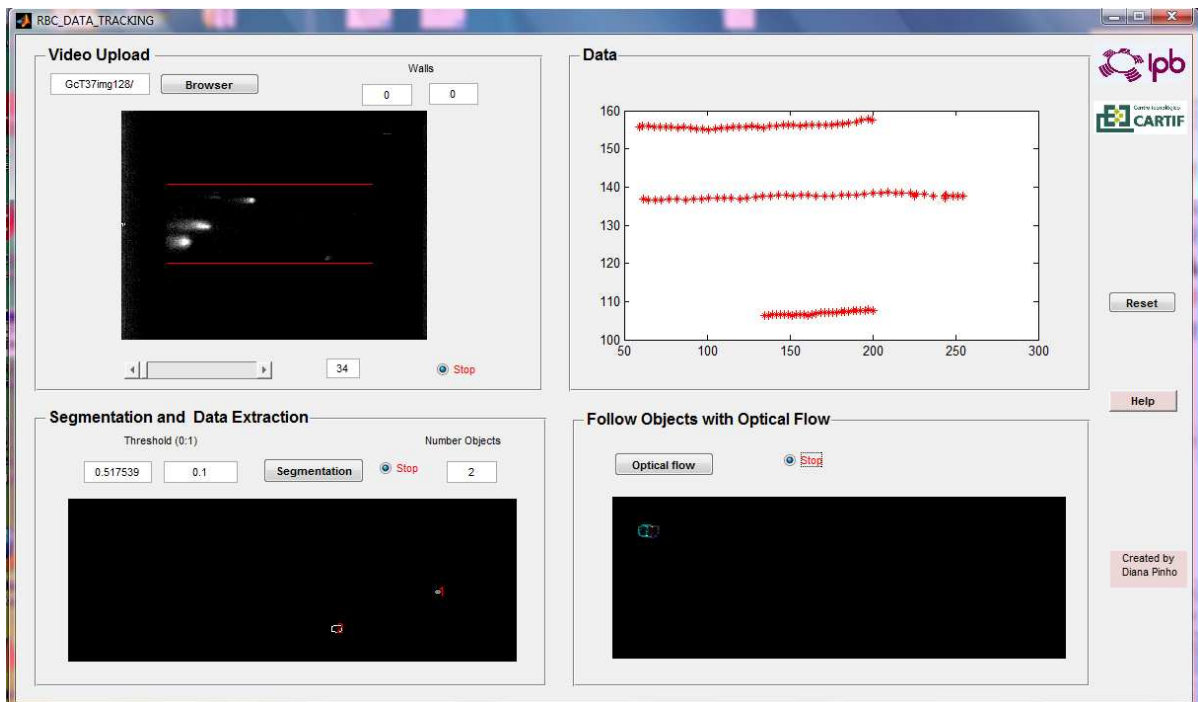 RBC_DATA_TRACKING
Video Upload
GcT37img128/
Browser
Walls
0
0
34
Stop
Data
160
150
140
130
120
110
100
50
100
150
200
250
300
ipb
CARTIF
Reset
Help
Segmentation and Data Extraction
Threshold (0:1)
Number Objects
0.517539
0.1
Segmentation
Stop
2
1
2
Follow Objects with Optical Flow
Optical flow
Stop
Created by
Diana Pinho